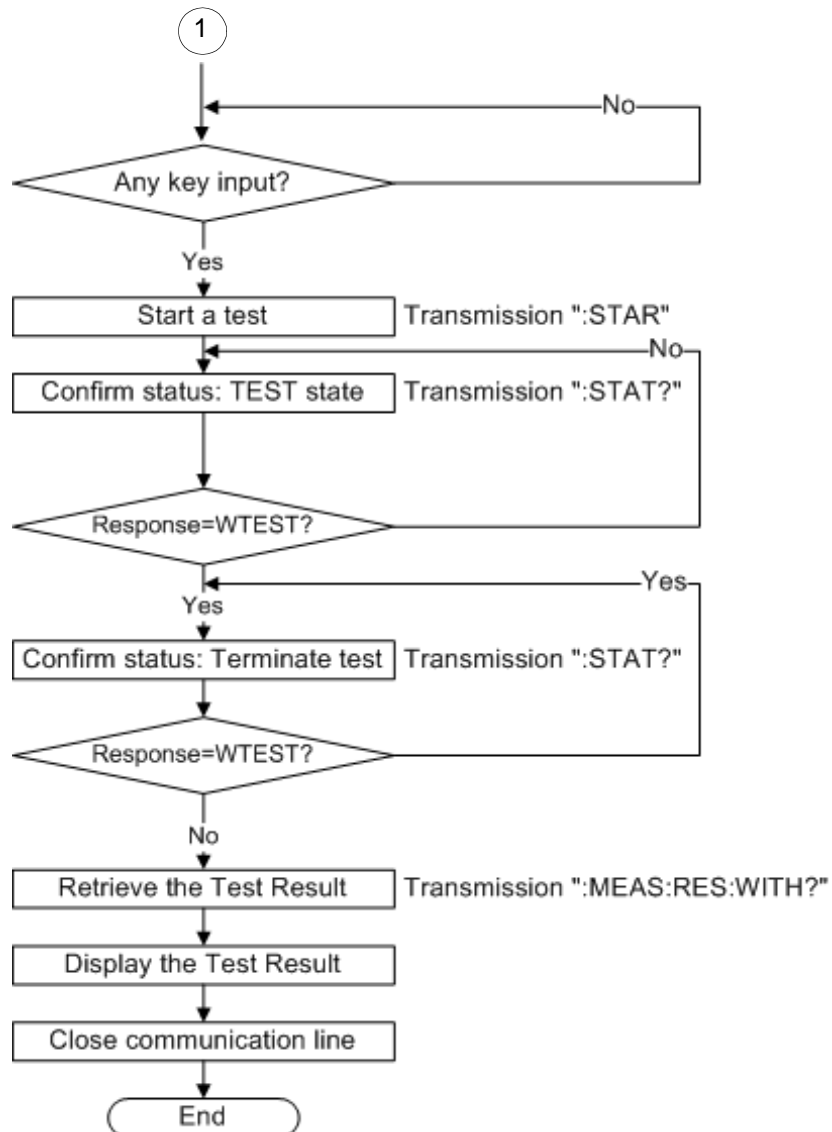 1
No
Any key input?
Yes
Start a test Transmission ":STAR"
No
Confirm status: TEST state Transmission ":STAT?"
Response=WTEST?
Yes
Yes
Confirm status: Terminate test Transmission ":STAT?"
Response=WTEST?
No
Retrieve the Test Result Transmission ":MEAS:RES:WITH?"
Display the Test Result
Close communication line
End